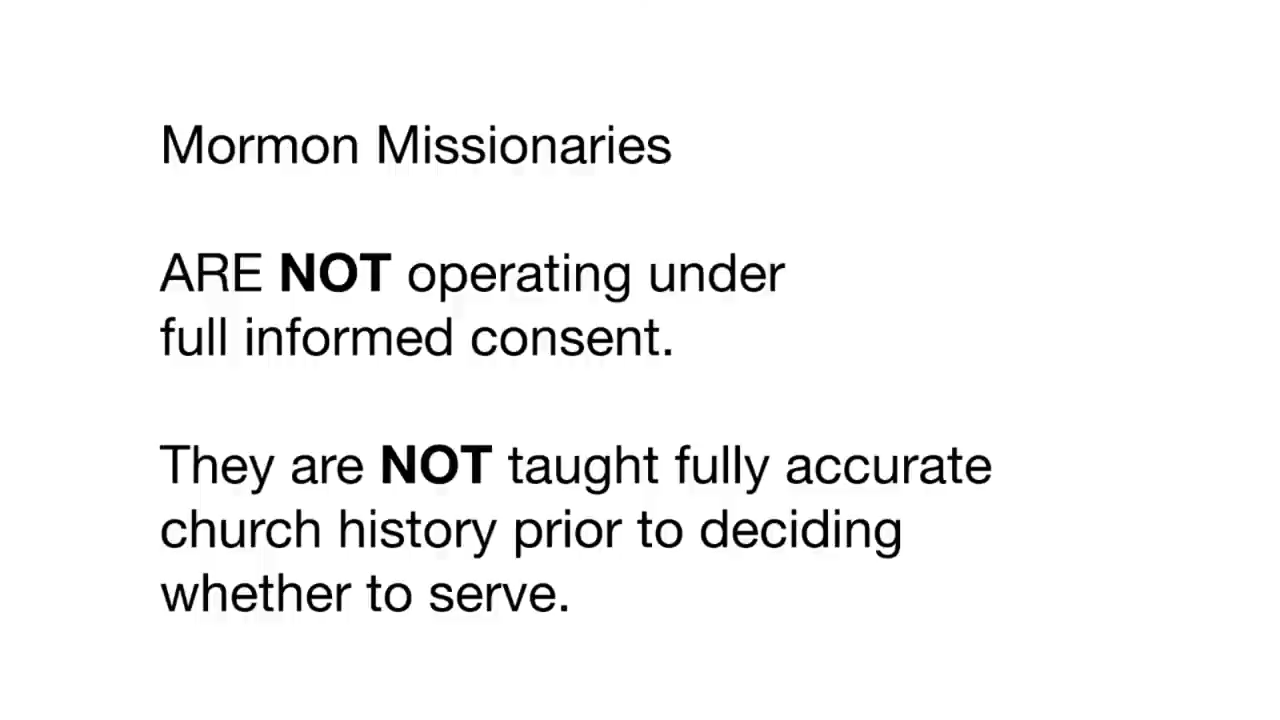 Mormon Missionaries
ARE NOT operating under
full informed consent.
They are NOT taught fully accurate
church history prior to deciding
whether to serve.